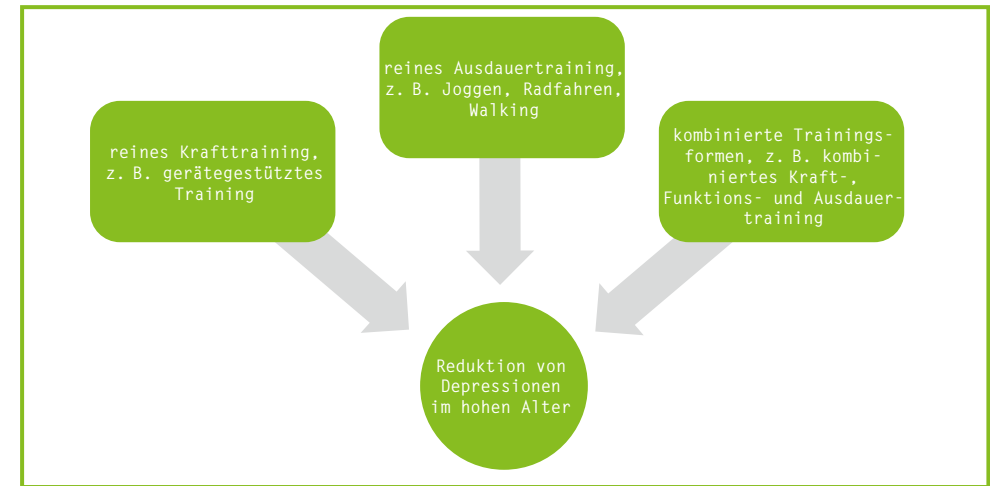 reines Krafttraining,
z. B. gerätegestütztes
Training
reines Ausdauertraining,
z. B. Joggen, Radfahren,
Walking
kombinierte Trainings-
formen, z. B. kombi-
niertes Kraft-,
Funktions- und Ausdauer-
training
Reduktion von
Depressionen
im hohen Alter